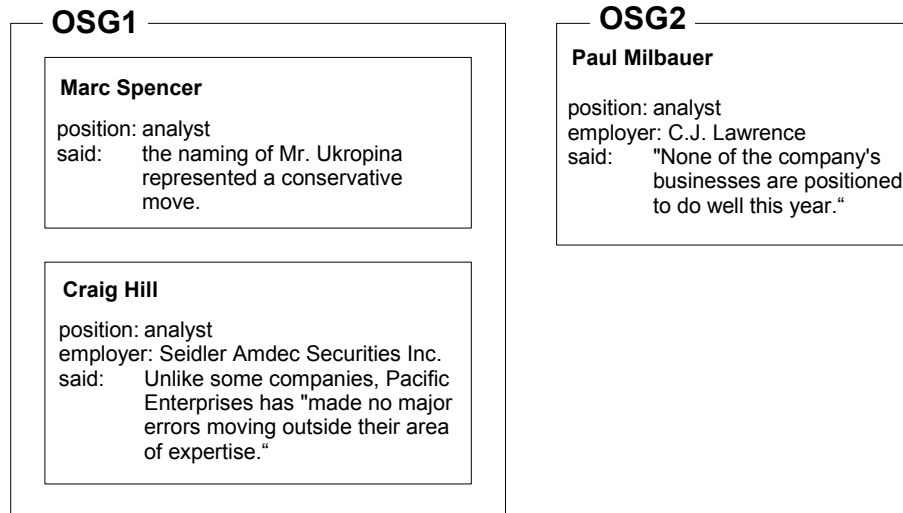 OSG1
Marc Spencer
position: analyst
said: the naming of Mr. Ukropina
represented a conservative
move.
Craig Hill
position: analyst
employer: Seidler Amdec Securities Inc.
said: Unlike some companies, Pacific
Enterprises has "made no major
errors moving outside their area
of expertise.“
OSG2
Paul Milbauer
position: analyst
employer: C.J. Lawrence
said: "None of the company's
businesses are positioned
to do well this year.“